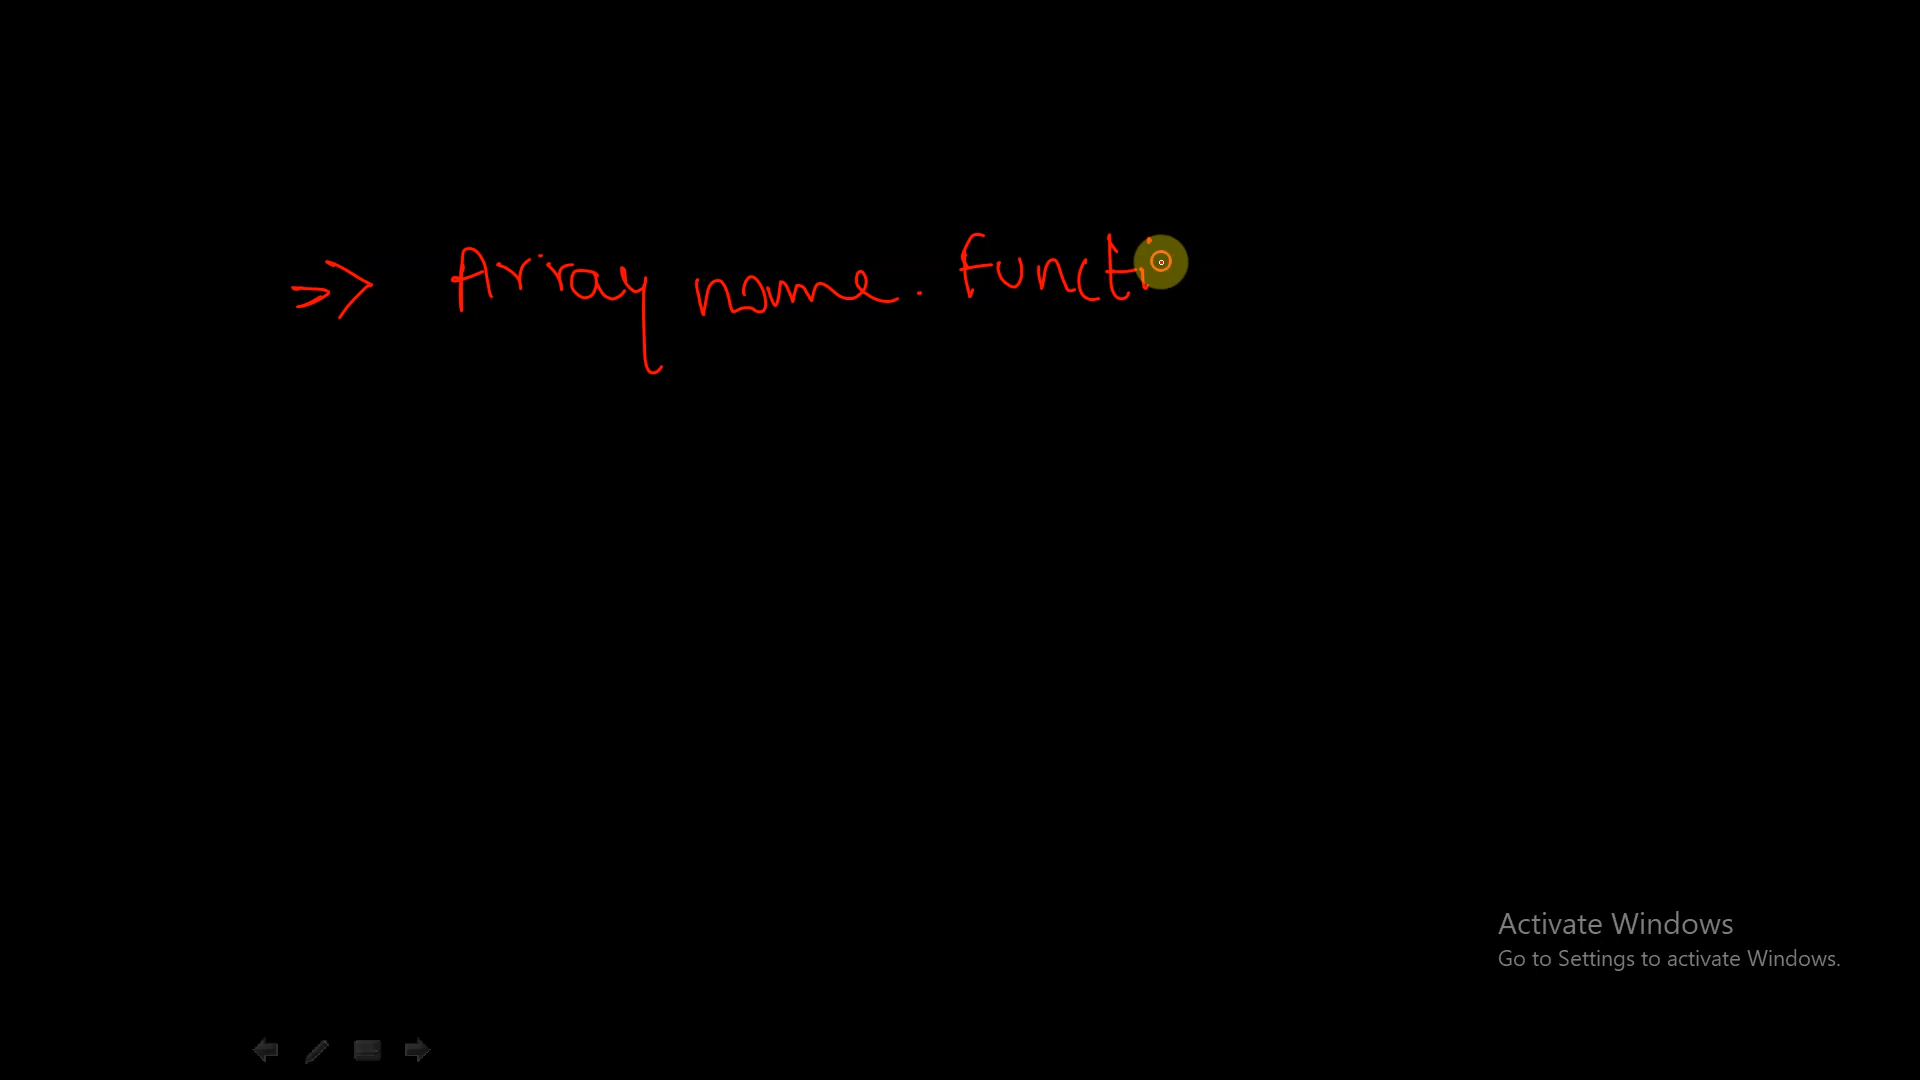 => Array name. Functi
Activate Windows
Go to Settings to activate Windows.